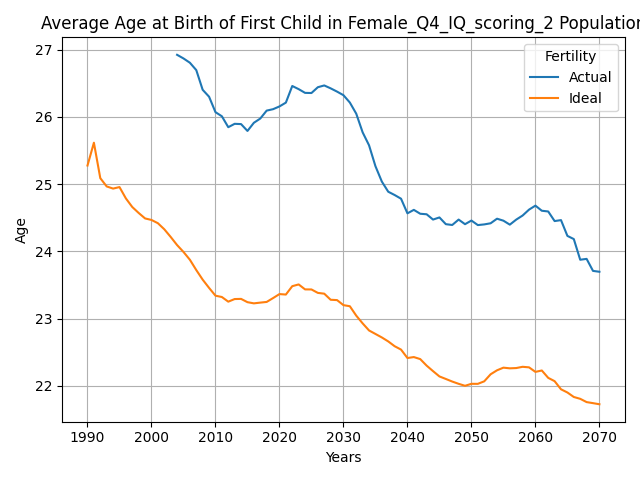 Average Age at Birth of First Child in Female_Q4_IQ_scoring_2 Population
27
26
25
24
23
22
Age
Fertility
Actual
Ideal
1990 2000 2010 2020 2030 2040 2050 2060 2070
Years